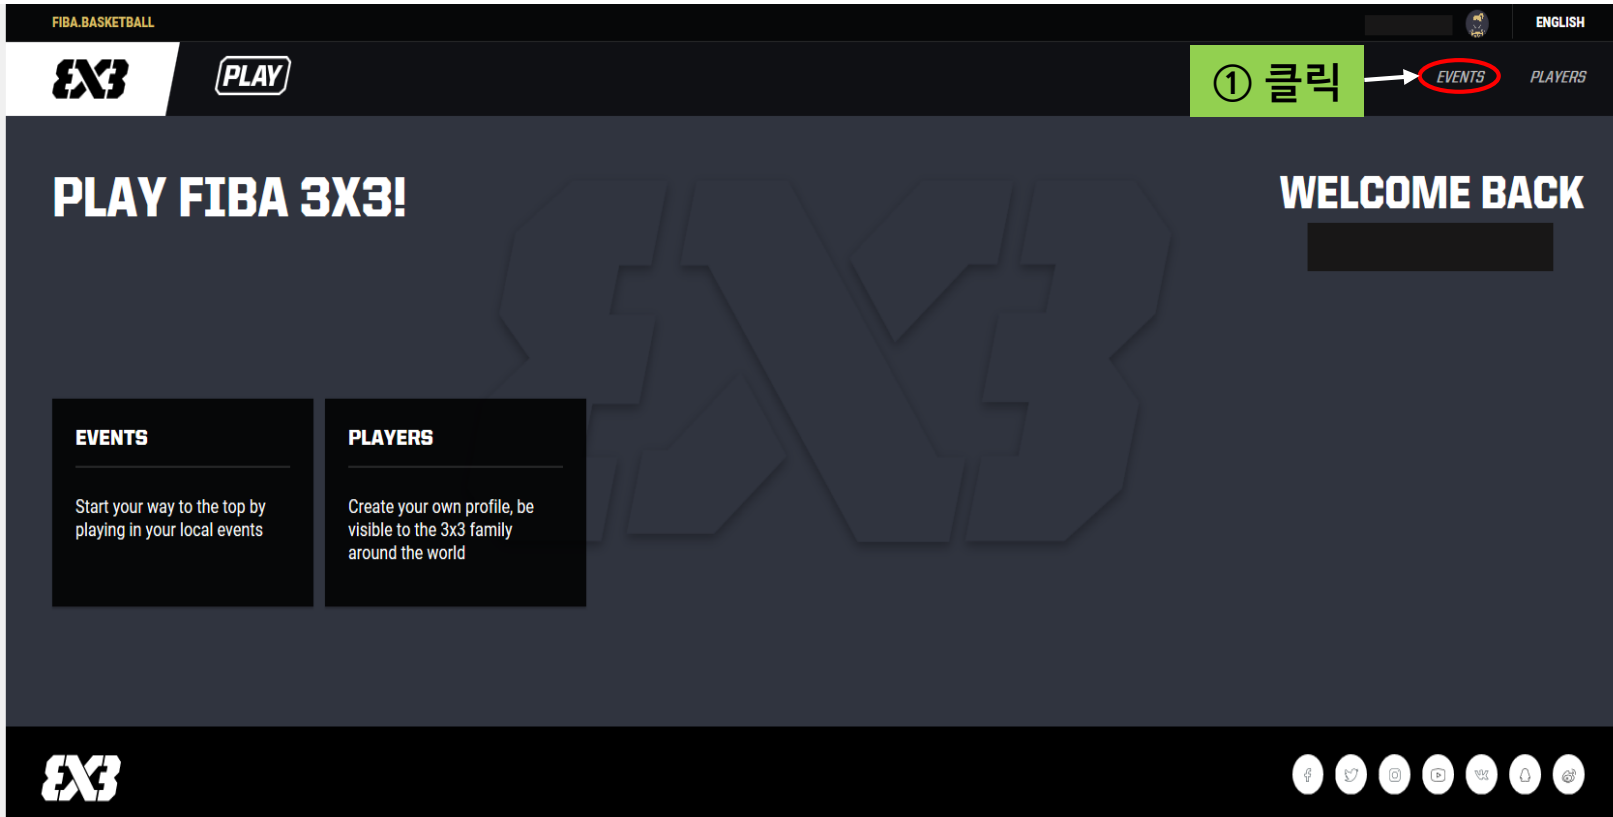 FIBA.BASKETBALL
ENGLISH
3X3
PLAY
① 클릭
EVENTS
PLAYERS
PLAY FIBA 3X3!
WELCOME BACK
3X3
EVENTS
Start your way to the top by
playing in your local events
PLAYERS
Create your own profile, be
visible to the 3x3 family
around the world
3X3